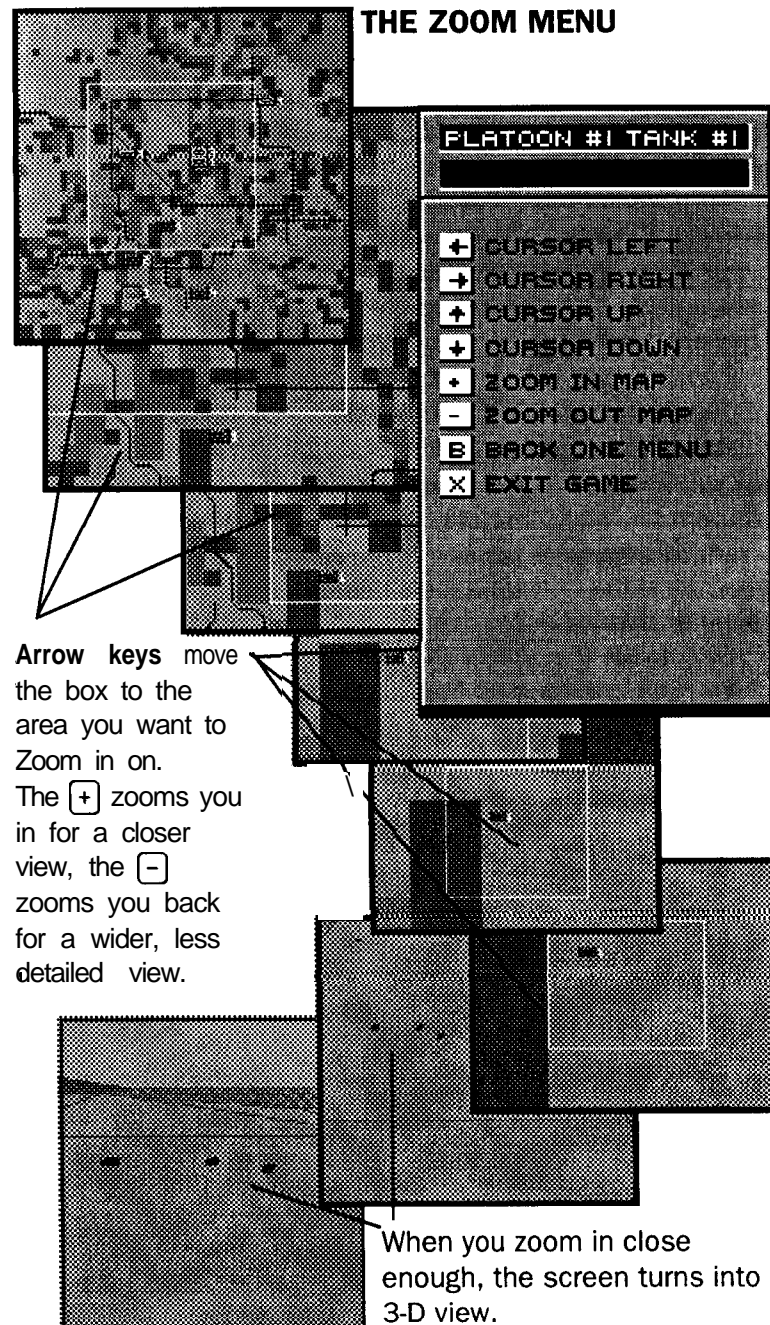 THE ZOOM MENU
PLATOON #1 TANK #1
← CURSOR LEFT
→ CURSOR RIGHT
↑ CURSOR UP
↓ CURSOR DOWN
+ ZOOM IN MAP
- ZOOM OUT MAP
B BACK ONE MENU
X EXIT GAME
Arrow keys move
the box to the
area you want to
Zoom in on.
The + zooms you
in for a closer
view, the -
zooms you back
for a wider, less
detailed view.
When you zoom in close
enough, the screen turns into
3-D view.